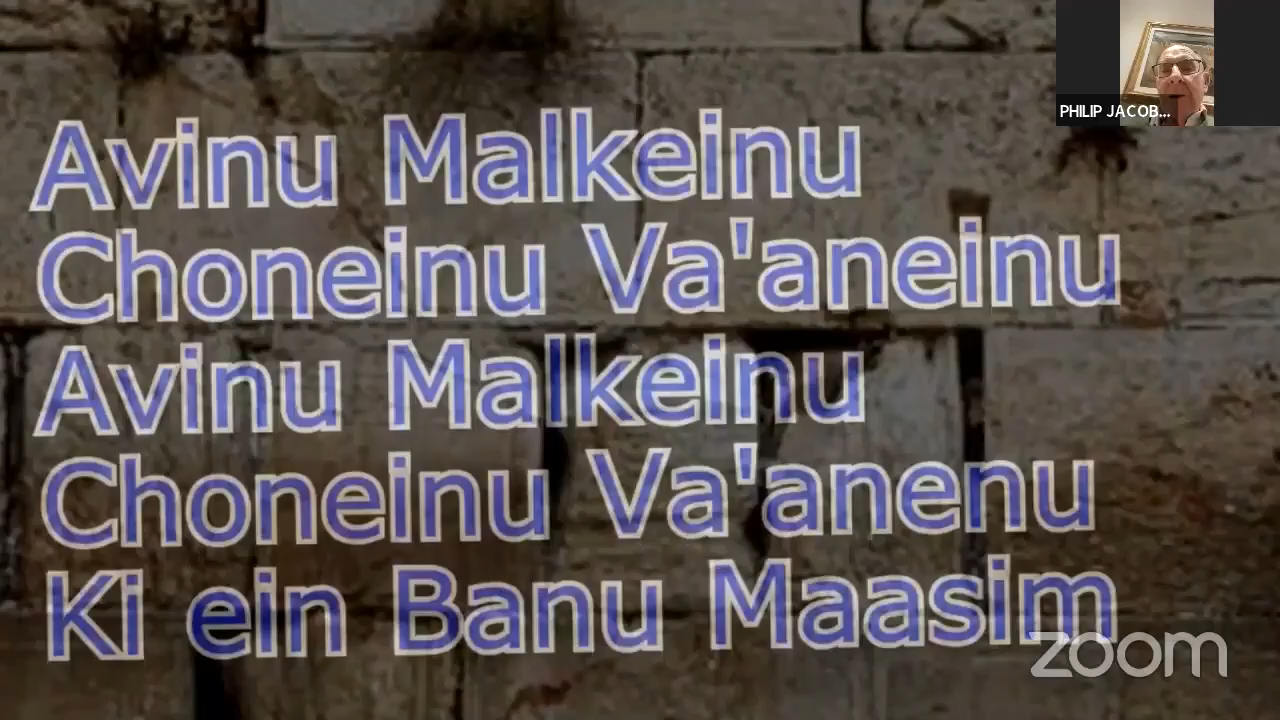 PHILIP JACOB...
Avinu Malkeinu
Choneinu Va'aneinu
Avinu Malkeinu
Choneinu Va'anenu
Ki ein Banu Maasim
zoom